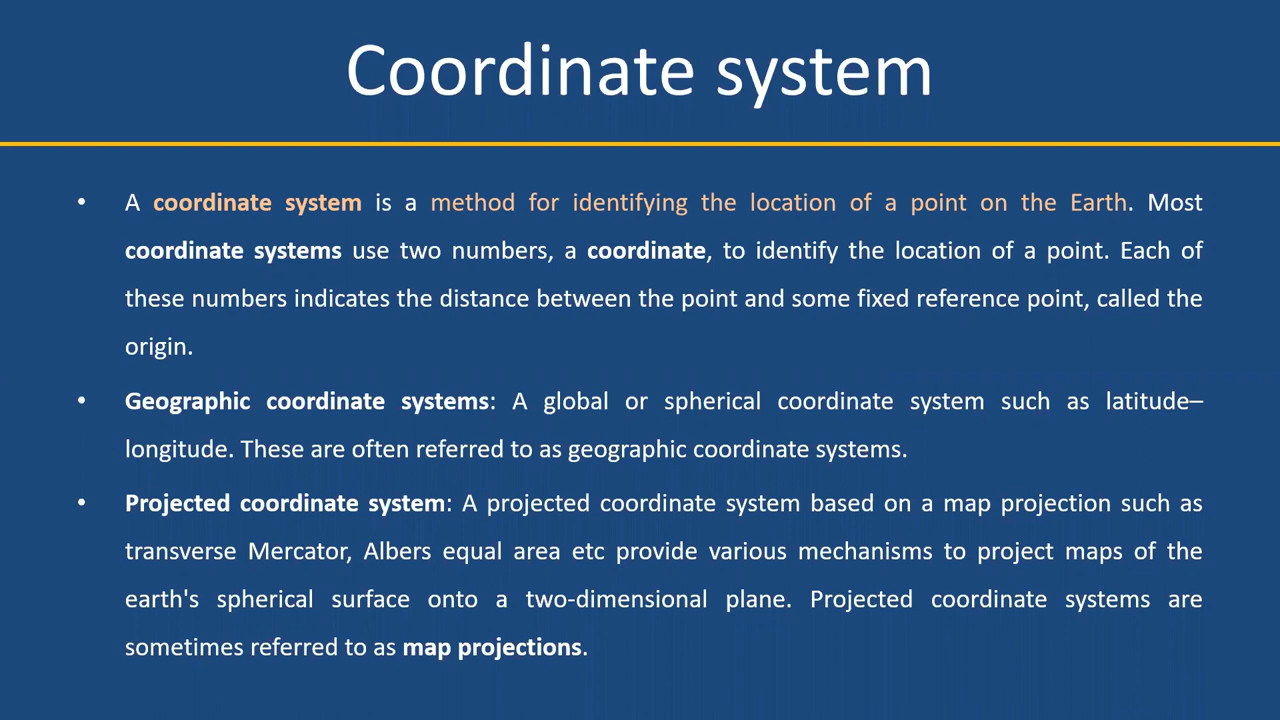 Coordinate system
• A coordinate system is a method for identifying the location of a point on the Earth. Most
coordinate systems use two numbers, a coordinate, to identify the location of a point. Each of
these numbers indicates the distance between the point and some fixed reference point, called the
origin.
• Geographic coordinate systems: A global or spherical coordinate system such as latitude–
longitude. These are often referred to as geographic coordinate systems.
• Projected coordinate system: A projected coordinate system based on a map projection such as
transverse Mercator, Albers equal area etc provide various mechanisms to project maps of the
earth's spherical surface onto a two-dimensional plane. Projected coordinate systems are
sometimes referred to as map projections.